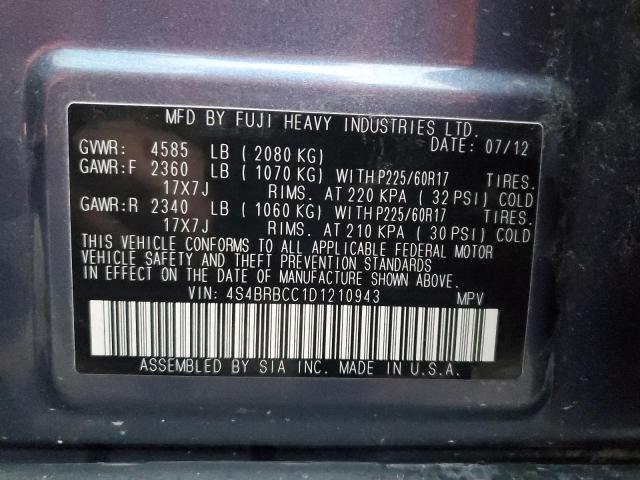 MFD BY FUJI HEAVY INDUSTRIES LTD.
DATE: 07/12
GVWR: 4585 LB ( 2080 KG)
GAWR:F 2360 LB ( 1070 KG) WITH P225/60R17 TIRES.
17X7J RIMS. AT 220 KPA ( 32 PSI) COLD
GAWR:R 2340 LB ( 1060 KG) WITH P225/60R17 TIRES.
17X7J RIMS. AT 210 KPA ( 30 PSI) COLD
THIS VEHICLE CONFORMS TO ALL APPLICABLE FEDERAL MOTOR
VEHICLE SAFETY AND THEFT PREVENTION STANDARDS
IN EFFECT ON THE DATE OF MANUFACTURE SHOWN ABOVE.
VIN: 4S4BRBCC1D1210943 MPV
ASSEMBLED BY SIA INC. MADE IN U.S.A.